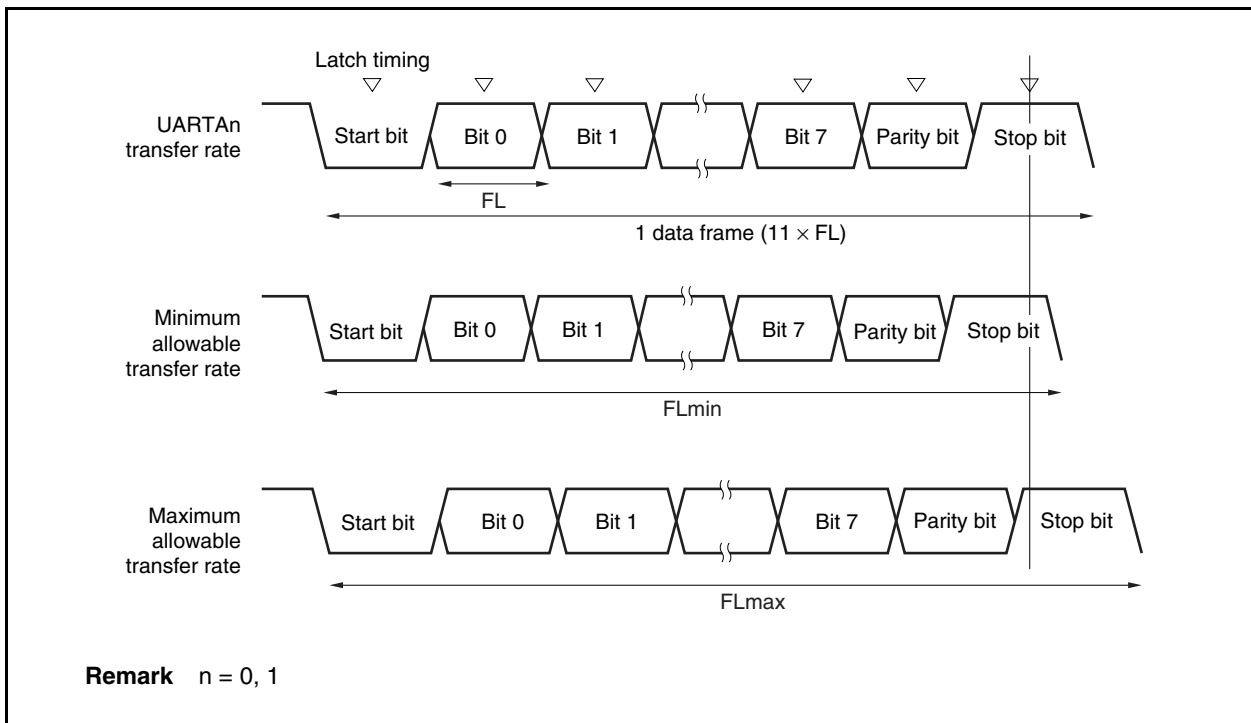 Latch timing
UARTAn
transfer rate
Start bit
Bit 0
Bit 1
Bit 7
Parity bit
Stop bit
FL
1 data frame (11 × FL)
Minimum
allowable
transfer rate
Start bit
Bit 0
Bit 1
Bit 7
Parity bit
Stop bit
FLmin
Maximum
allowable
transfer rate
Start bit
Bit 0
Bit 1
Bit 7
Parity bit
Stop bit
FLmax
Remark n = 0, 1